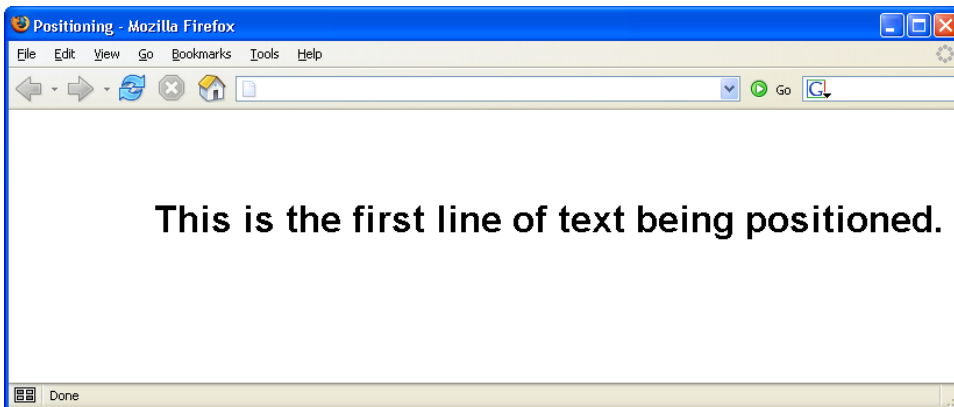 Positioning - Mozilla Firefox
File Edit View Go Bookmarks Tools Help
Go G
This is the first line of text being positioned.
Done